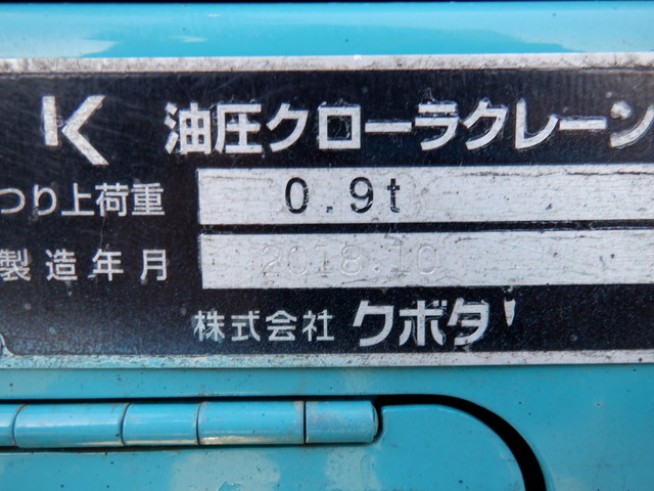 K 油圧クローラクレーン
つり上荷重 0.9t
製造年月 2018.10
株式会社 クボタ